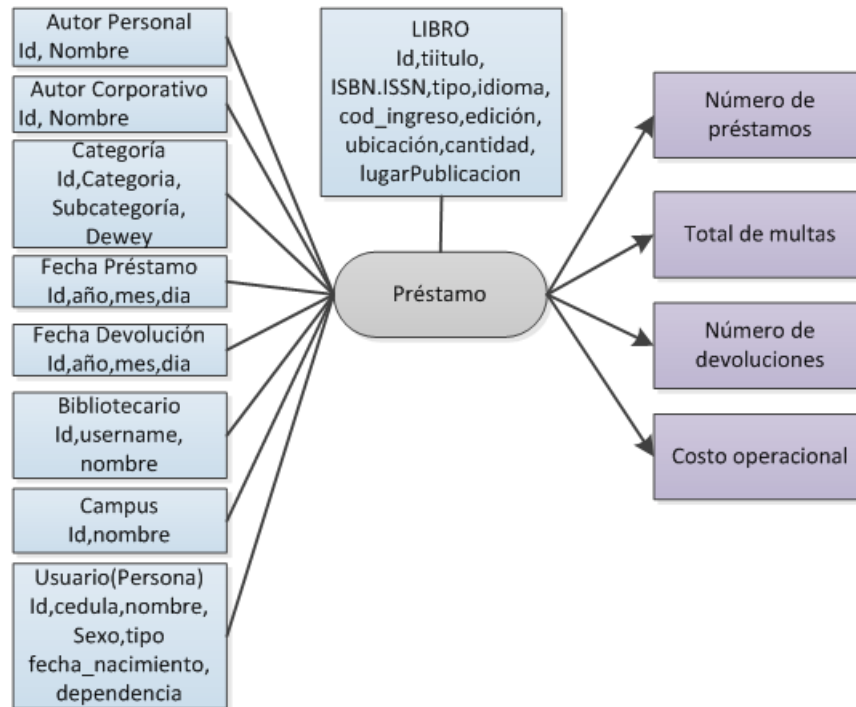 Autor Personal
Id, Nombre
Autor Corporativo
Id, Nombre
Categoría
Id,Categoria,
Subcategoría,
Dewey
Fecha Préstamo
Id,año,mes,dia
Fecha Devolución
Id,año,mes,dia
Bibliotecario
Id,username,
nombre
Campus
Id,nombre
Usuario(Persona)
Id,cedula,nombre,
Sexo,tipo
fecha_nacimiento,
dependencia
LIBRO
Id,tiitulo,
ISBN.ISSN,tipo,idioma,
cod_ingreso,edición,
ubicación,cantidad,
lugarPublicacion
Préstamo
Número de
préstamos
Total de multas
Número de
devoluciones
Costo operacional